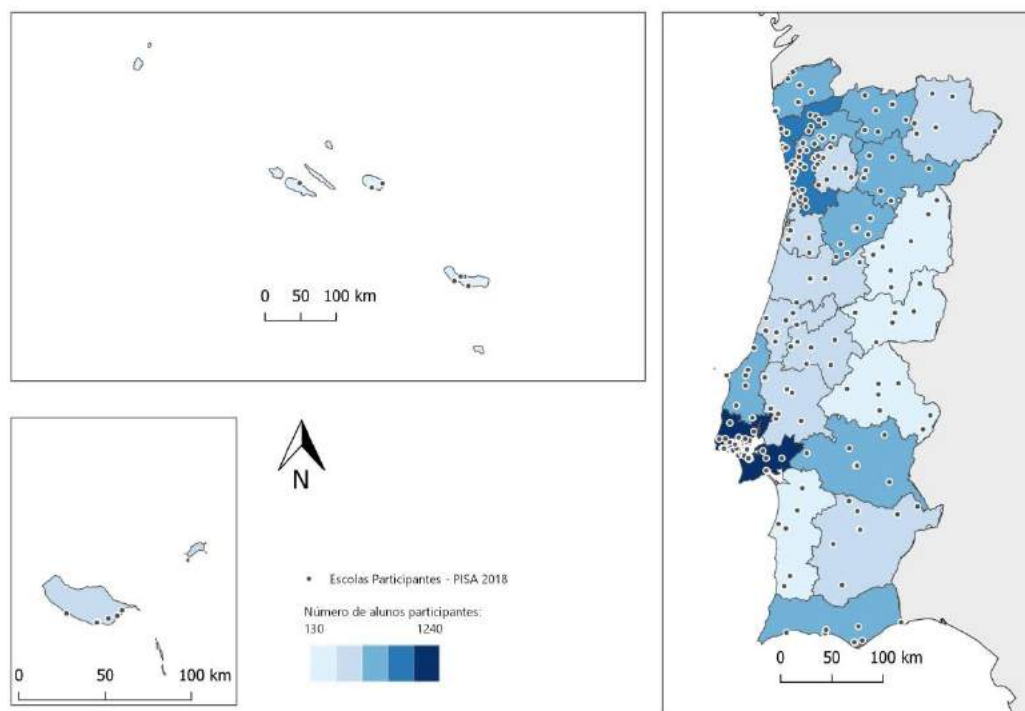 0 50 100 km
N
0 50 100 km
Escolas Participantes - PISA 2018
Número de alunos participantes:
130 1240
0 50 100 km